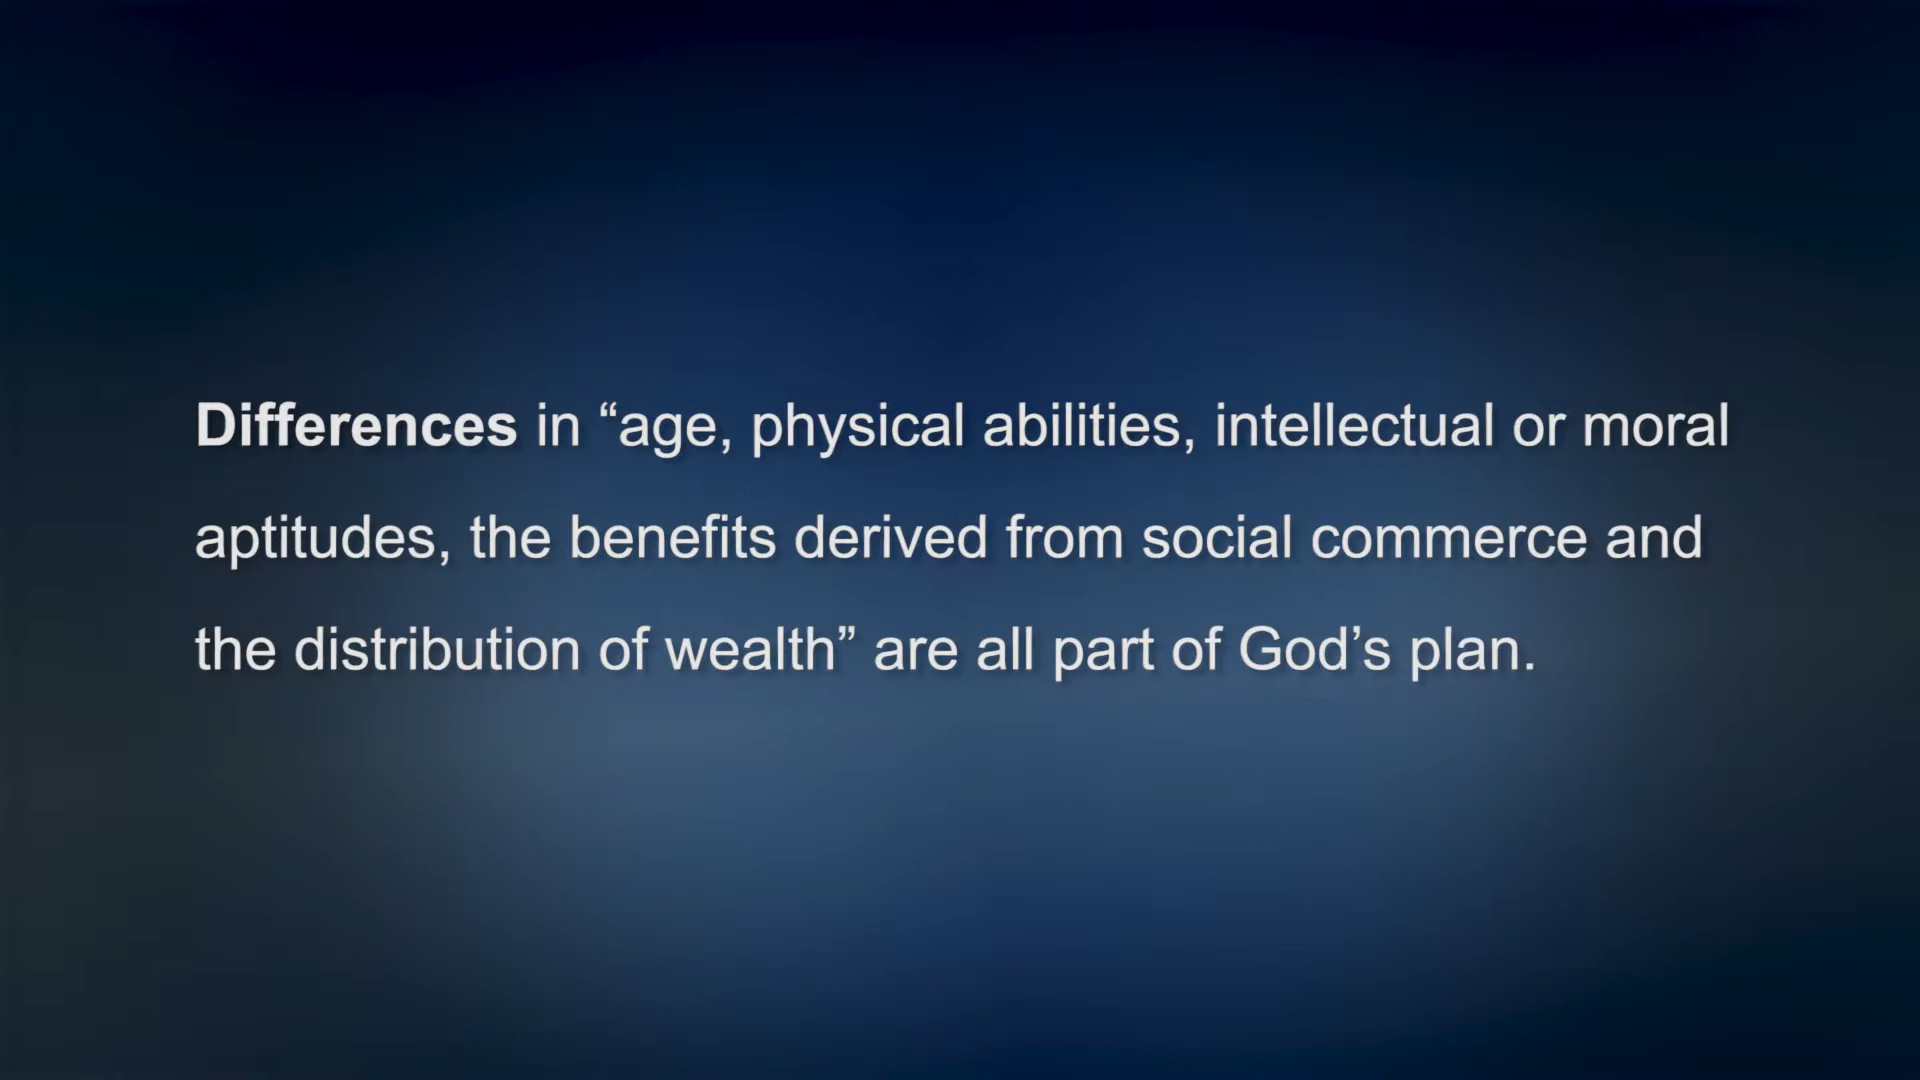 Differences in “age, physical abilities, intellectual or moral
aptitudes, the benefits derived from social commerce and
the distribution of wealth” are all part of God’s plan.